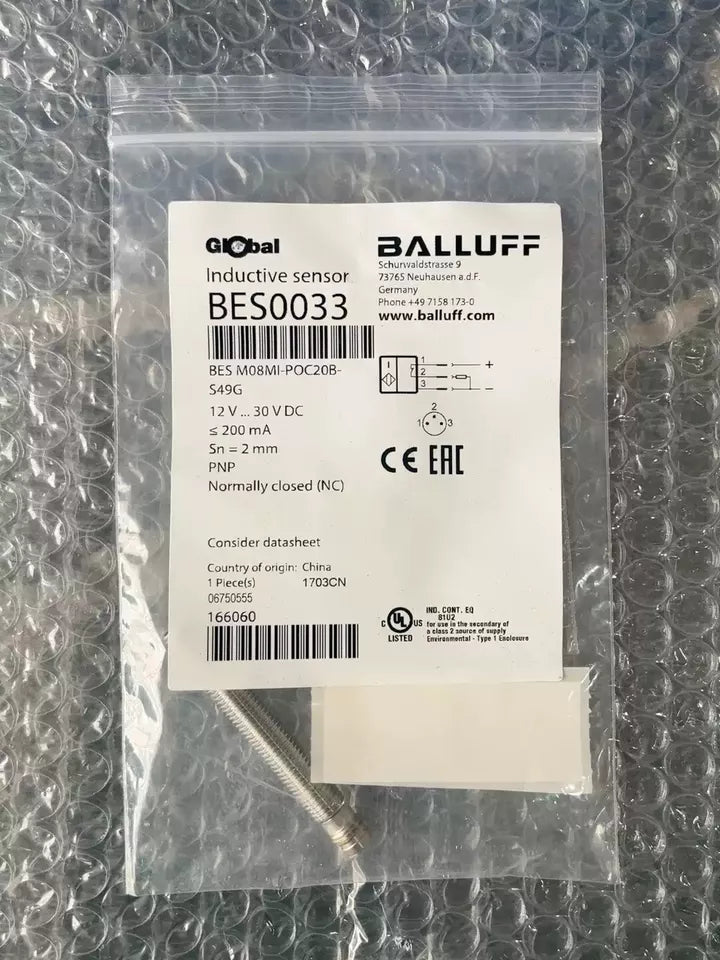 Global
BALLUFF
Schurwaldstrasse 9
73765 Neuhausen a.d.F.
Germany
Phone +49 7158 173-0
www.balluff.com
Inductive sensor
BES0033
BES M08MI-POC20B-
S49G
12 V ... 30 V DC
≤ 200 mA
Sn = 2 mm
PNP
Normally closed (NC)
1
2
3
+
-
2
1
3
CE EAC
Consider datasheet
Country of origin: China
1 Piece(s) 1703CN
06750555
166060
C UL US
LISTED
IND. CONT. EQ
81U2
for use in the secondary of
a class 2 source of supply
Environmental - Type 1 Enclosure